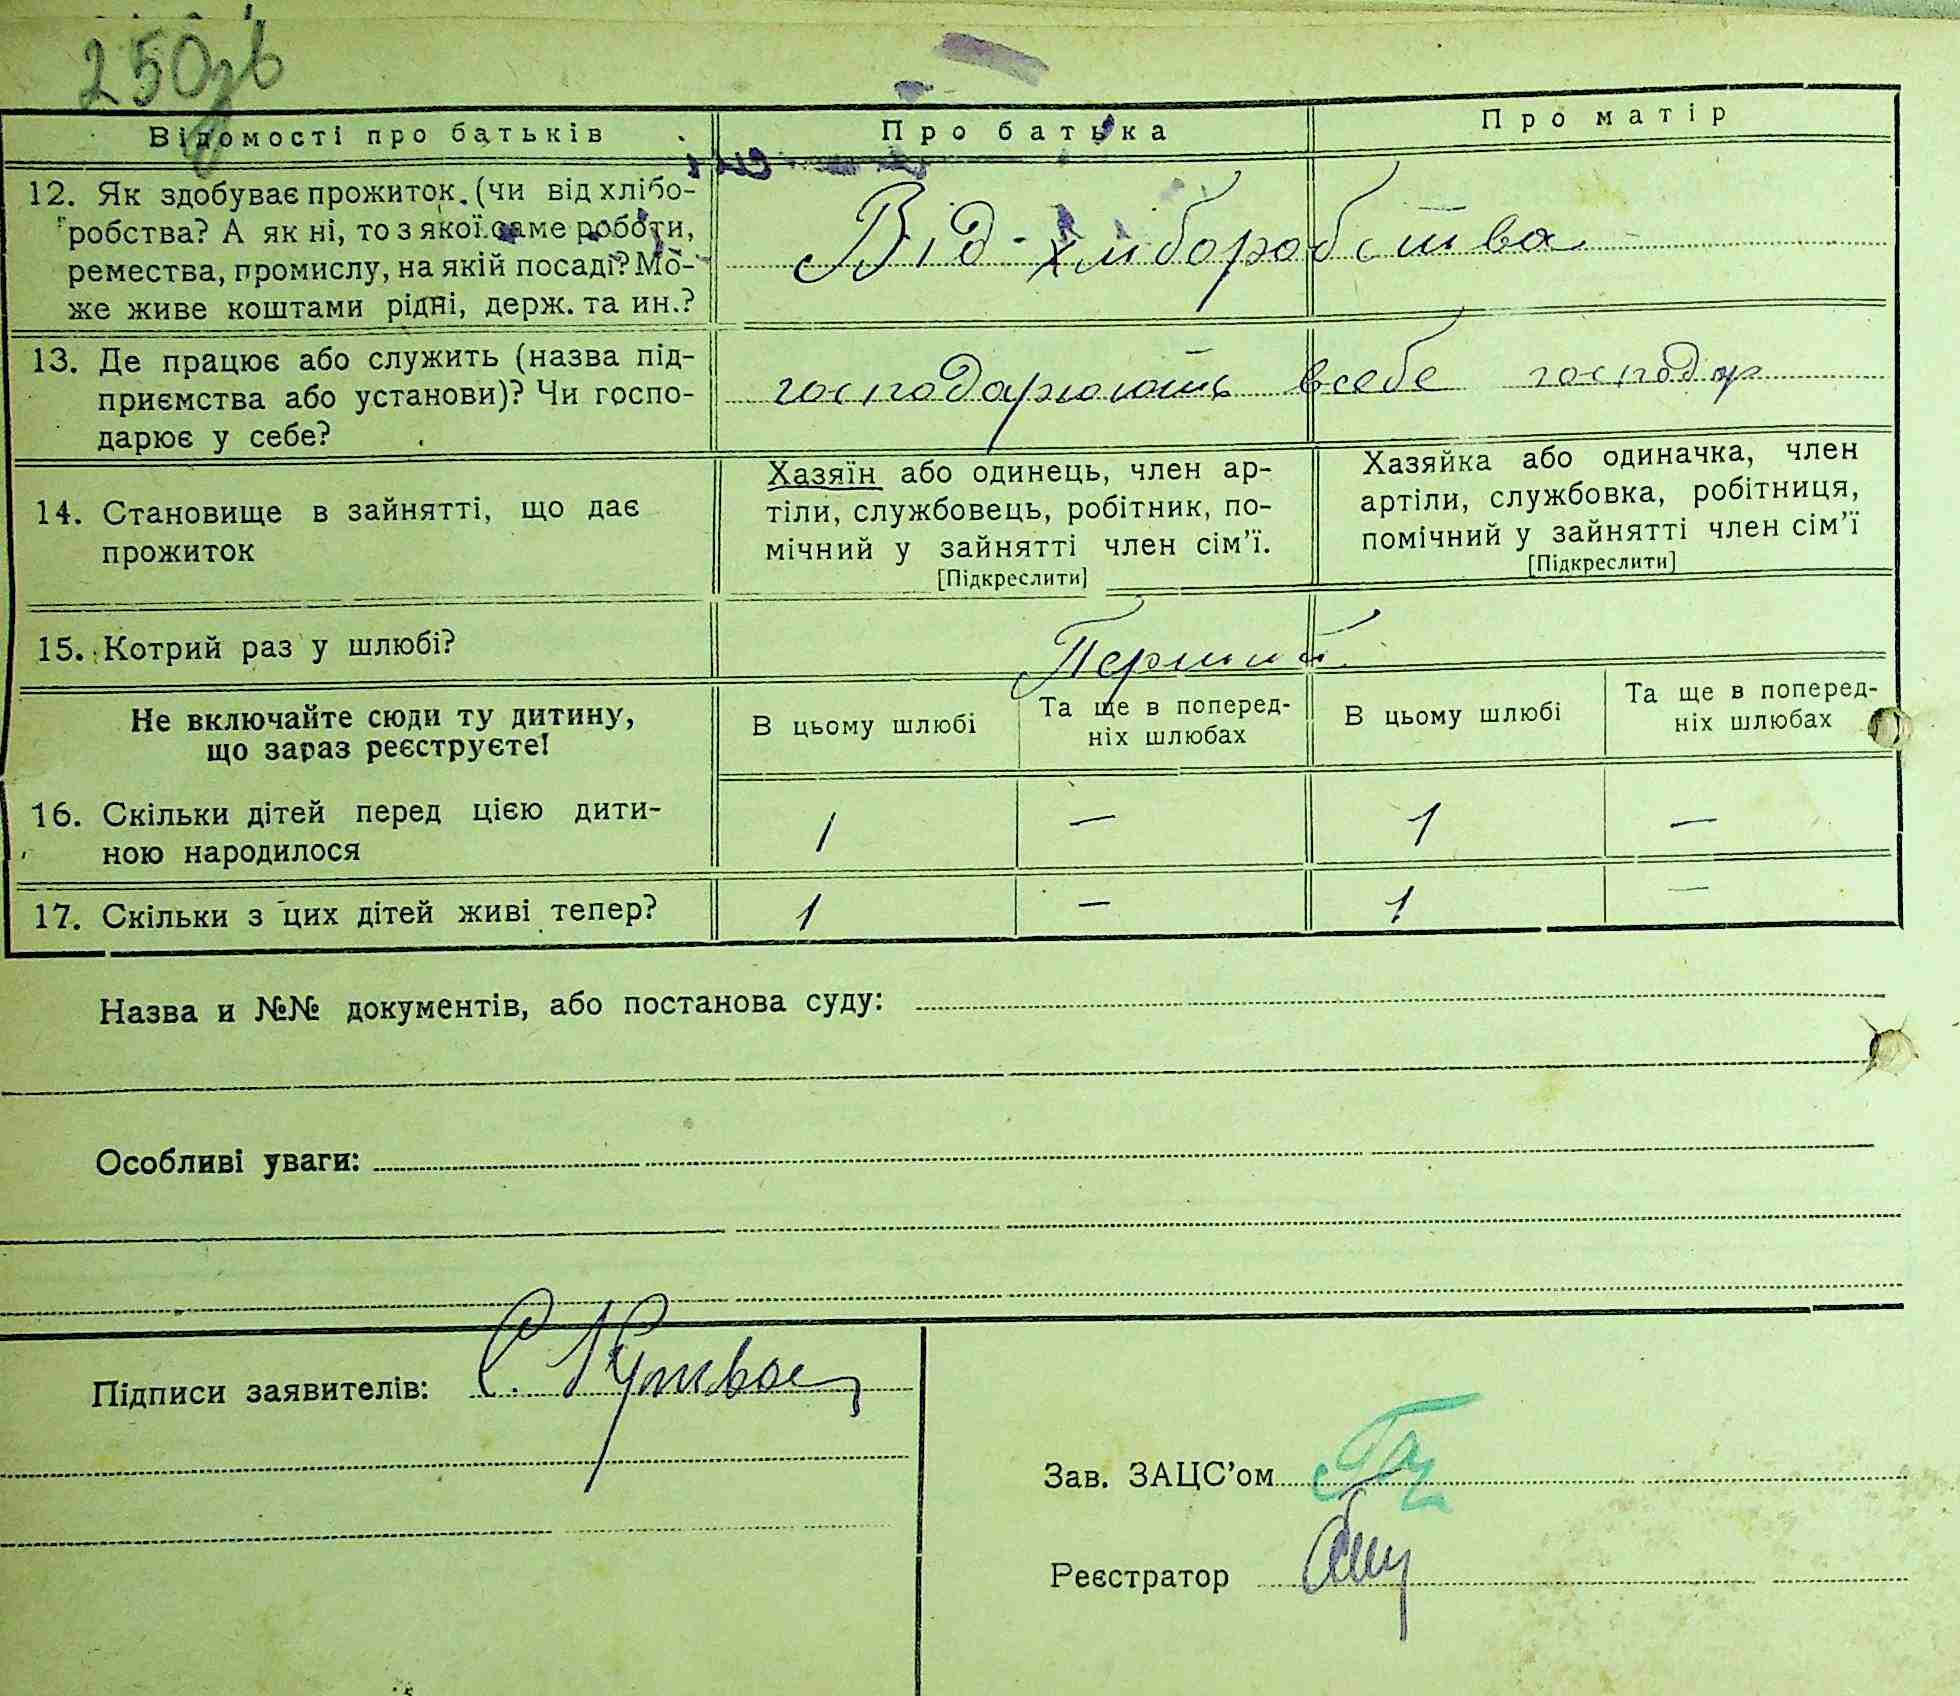 250зв
Відомості про батьків
Про батька
Про матір
12. Як здобуває прожиток (чи від хлібо-
робства? А як ні, то з якої саме роботи,
ремества, промислу, на якій посаді? Мо-
же живе коштами рідні, держ. та ин.?
Від хліборобства
13. Де працює або служить (назва під-
приємства або установи)? Чи госпо-
дарює у себе?
господарюють в себе господ
14. Становище в зайнятті, що дає
прожиток
Хазяїн або одинець, член ар-
тіли, службовець, робітник, по-
мічний у зайнятті член сім’ї.
[Підкреслити]
Хазяйка або одиначка, член
артіли, службовка, робітниця,
помічний у зайнятті член сім’ї
[Підкреслити]
15. Котрий раз у шлюбі?
Перший
Не включайте сюди ту дитину,
що зараз реєструєте!
В цьому шлюбі
Та ще в поперед-
ніх шлюбах
В цьому шлюбі
Та ще в поперед-
ніх шлюбах
16. Скільки дітей перед цією дити-
ною народилося
1 — 1 —
17. Скільки з цих дітей живі тепер?
1 — 1 —
Назва и №№ документів, або постанова суду:
Особливі уваги:
Підписи заявителів:
Зав. ЗАЦС’ом
Реєстратор